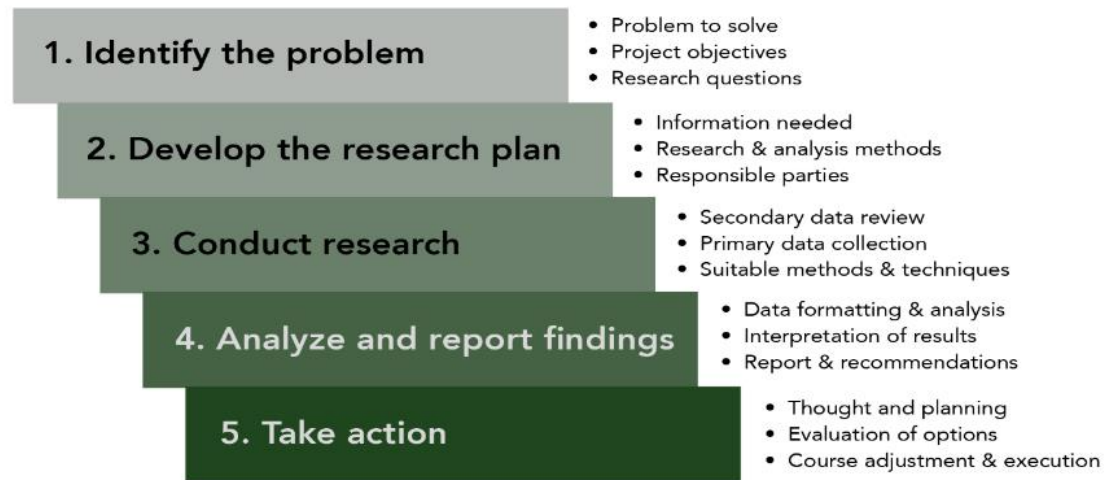 1. Identify the problem
• Problem to solve
• Project objectives
• Research questions
2. Develop the research plan
• Information needed
• Research & analysis methods
• Responsible parties
3. Conduct research
• Secondary data review
• Primary data collection
• Suitable methods & techniques
4. Analyze and report findings
• Data formatting & analysis
• Interpretation of results
• Report & recommendations
5. Take action
• Thought and planning
• Evaluation of options
• Course adjustment & execution